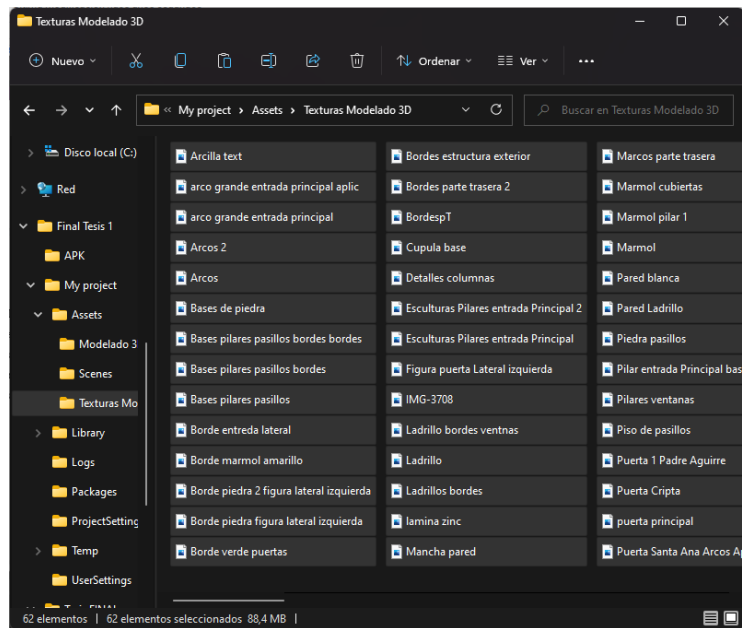 Texturas Modelado 3D
Nuevo
Ordenar
Ver
« My project › Assets › Texturas Modelado 3D
Buscar en Texturas Modelado 3D
Disco local (C:)
Red
Final Tesis 1
APK
My project
Assets
Modelado 3
Scenes
Texturas Mo
Library
Logs
Packages
ProjectSetting
Temp
UserSettings
Arcilla text
arco grande entrada principal aplic
arco grande entrada principal
Arcos 2
Arcos
Bases de piedra
Bases pilares pasillos bordes bordes
Bases pilares pasillos bordes
Bases pilares pasillos
Borde entreda lateral
Borde marmol amarillo
Borde piedra 2 figura lateral izquierda
Borde piedra figura lateral izquierda
Borde verde puertas
Bordes estructura exterior
Bordes parte trasera 2
BordespT
Cupula base
Detalles columnas
Esculturas Pilares entrada Principal 2
Esculturas Pilares entrada Principal
Figura puerta Lateral izquierda
IMG-3708
Ladrillo bordes ventnas
Ladrillo
Ladrillos bordes
lamina zinc
Mancha pared
Marcos parte trasera
Marmol cubiertas
Marmol pilar 1
Marmol
Pared blanca
Pared Ladrillo
Piedra pasillos
Pilar entrada Principal bas
Pilares ventanas
Piso de pasillos
Puerta 1 Padre Aguirre
Puerta Cripta
puerta principal
Puerta Santa Ana Arcos Ap
62 elementos | 62 elementos seleccionados 88,4 MB |